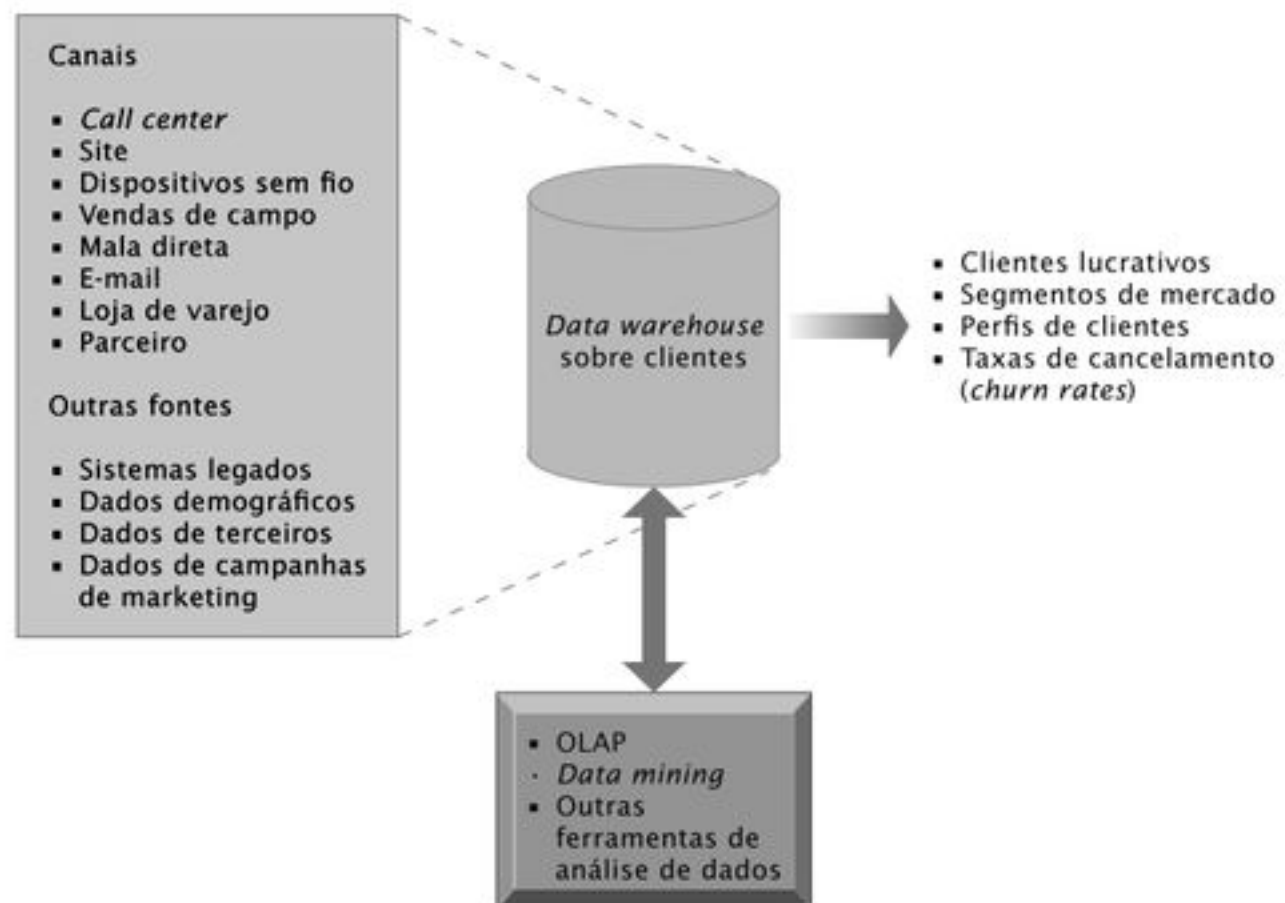 Canais
▪ Call center
▪ Site
▪ Dispositivos sem fio
▪ Vendas de campo
▪ Mala direta
▪ E-mail
▪ Loja de varejo
▪ Parceiro
Outras fontes
▪ Sistemas legados
▪ Dados demográficos
▪ Dados de terceiros
▪ Dados de campanhas
de marketing
Data warehouse
sobre clientes
▪ Clientes lucrativos
▪ Segmentos de mercado
▪ Perfis de clientes
▪ Taxas de cancelamento
(churn rates)
▪ OLAP
· Data mining
▪ Outras
ferramentas de
análise de dados